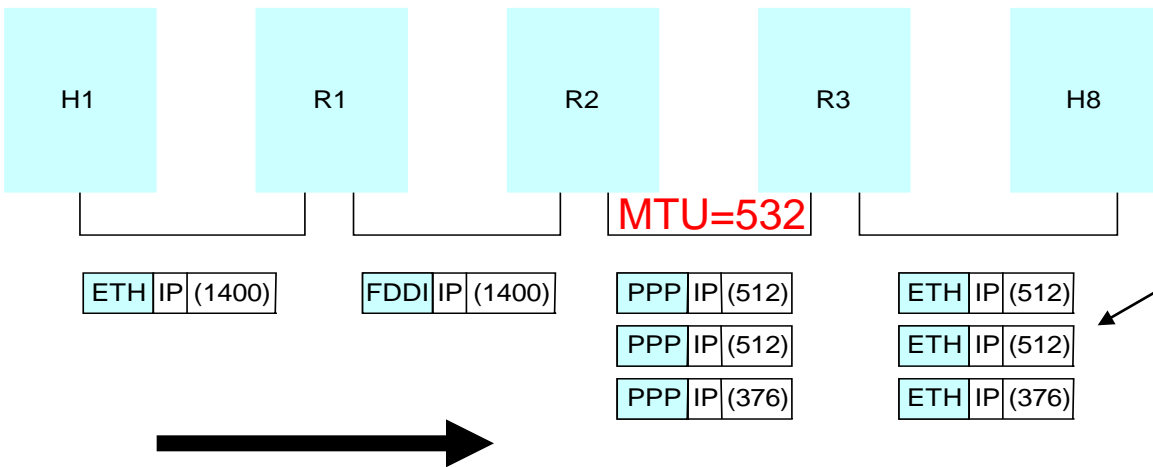 H1 R1 R2 R3 H8
MTU=532
ETH IP (1400) FDDI IP (1400) PPP IP (512) ETH IP (512)
PPP IP (512) ETH IP (512)
PPP IP (376) ETH IP (376)